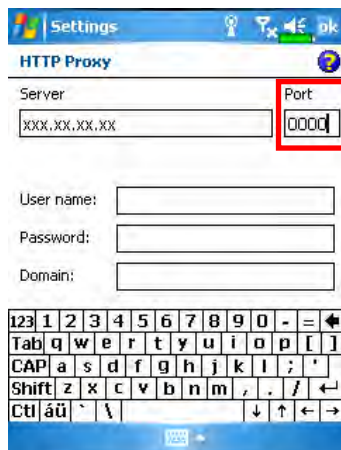 Settings ok
HTTP Proxy ?
Server Port
xxx.xx.xx.xx 0000
User name:
Password:
Domain:
123 1 2 3 4 5 6 7 8 9 0 - = 
Tab q w e r t y u i o p [ ]
CAP a s d f g h j k l ; '
Shift z x c v b n m , . / ↵
Ctl áü ` \ ↓ ↑ ← →